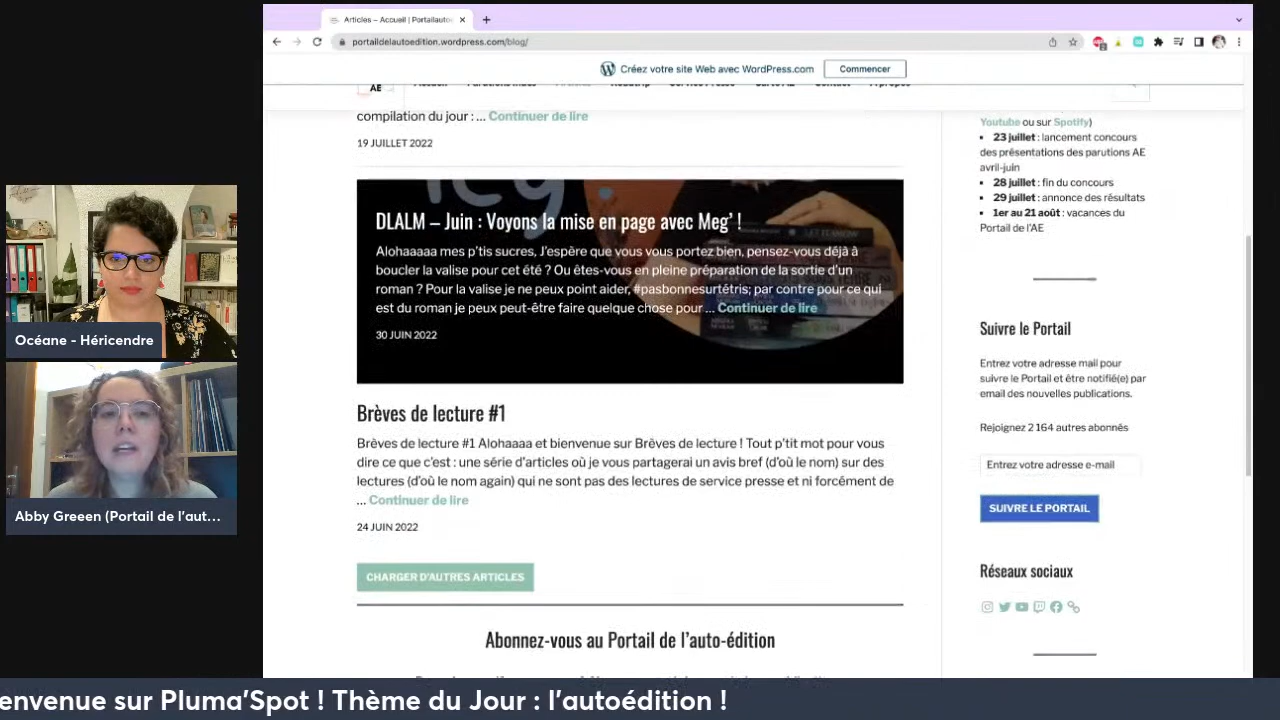 Articles – Accueil | Portailauto
portaildelautoedition.wordpress.com/blog/
Créez votre site Web avec WordPress.com
Commencer
AE
compilation du jour : … Continuer de lire
19 JUILLET 2022
DLALM – Juin : Voyons la mise en page avec Meg' !
Alohaaaaa mes p'tis sucres, J'espère que vous vous portez bien, pensez-vous déjà à
boucler la valise pour cet été ? Ou êtes-vous en pleine préparation de la sortie d'un
roman ? Pour la valise je ne peux point aider, #pasbonnesurtétris; par contre pour ce qui
est du roman je peux peut-être faire quelque chose pour … Continuer de lire
30 JUIN 2022
Brèves de lecture #1
Brèves de lecture #1 Alohaaaa et bienvenue sur Brèves de lecture ! Tout p'tit mot pour vous
dire ce que c'est : une série d'articles où je vous partagerai un avis bref (d'où le nom) sur des
lectures (d'où le nom again) qui ne sont pas des lectures de service presse et ni forcément de
… Continuer de lire
24 JUIN 2022
CHARGER D'AUTRES ARTICLES
Abonnez-vous au Portail de l'auto-édition
Youtube ou sur Spotify)
23 juillet : lancement concours
des présentations des parutions AE
avril-juin
28 juillet : fin du concours
29 juillet : annonce des résultats
1er au 21 août : vacances du
Portail de l'AE
Suivre le Portail
Entrez votre adresse mail pour
suivre le Portail et être notifié(e) par
email des nouvelles publications.
Rejoignez 2 164 autres abonnés
Entrez votre adresse e-mail
SUIVRE LE PORTAIL
Réseaux sociaux
Océane - Héricendre
Abby Greeen (Portail de l'aut...
envenue sur Pluma'Spot ! Thème du Jour : l'autoédition !